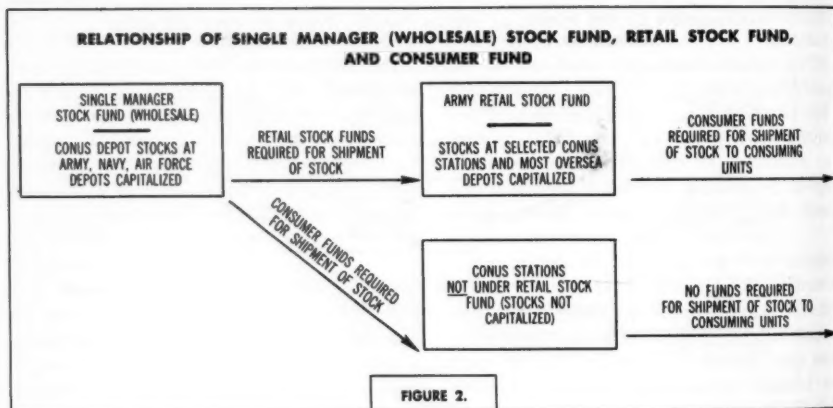 RELATIONSHIP OF SINGLE MANAGER (WHOLESALE) STOCK FUND, RETAIL STOCK FUND,
AND CONSUMER FUND
SINGLE MANAGER
STOCK FUND (WHOLESALE)
CONUS DEPOT STOCKS AT
ARMY, NAVY, AIR FORCE
DEPOTS CAPITALIZED
RETAIL STOCK FUNDS
REQUIRED FOR SHIPMENT
OF STOCK
ARMY RETAIL STOCK FUND
STOCKS AT SELECTED CONUS
STATIONS AND MOST OVERSEA
DEPOTS CAPITALIZED
CONSUMER FUNDS
REQUIRED FOR SHIPMENT
OF STOCK TO CONSUMING
UNITS
CONSUMER FUNDS REQUIRED
FOR SHIPMENT OF STOCK
CONUS STATIONS
NOT UNDER RETAIL STOCK
FUND (STOCKS NOT
CAPITALIZED)
NO FUNDS REQUIRED
FOR SHIPMENT OF STOCK TO
CONSUMING UNITS
FIGURE 2.